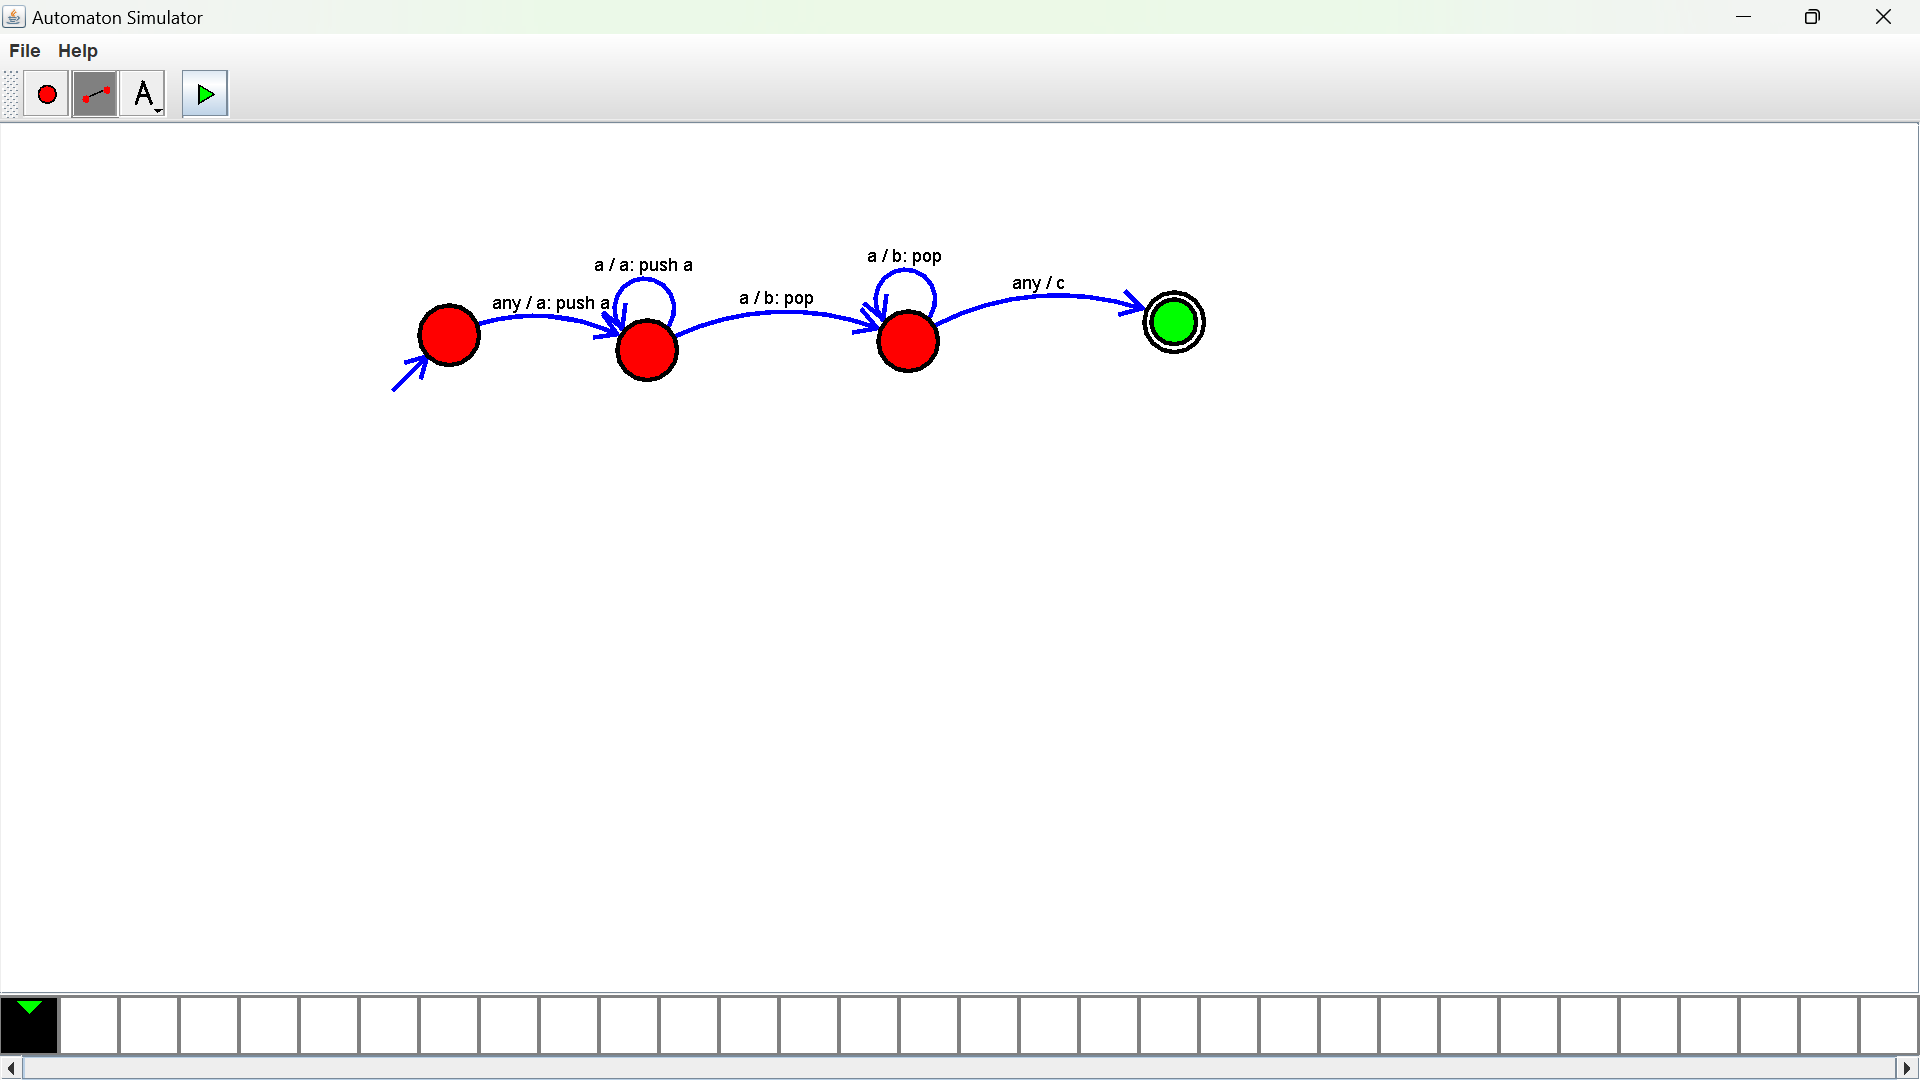 Automaton Simulator
File Help
A
a / b: pop
a / a: push a
any / c
a / b: pop
any / a: push a